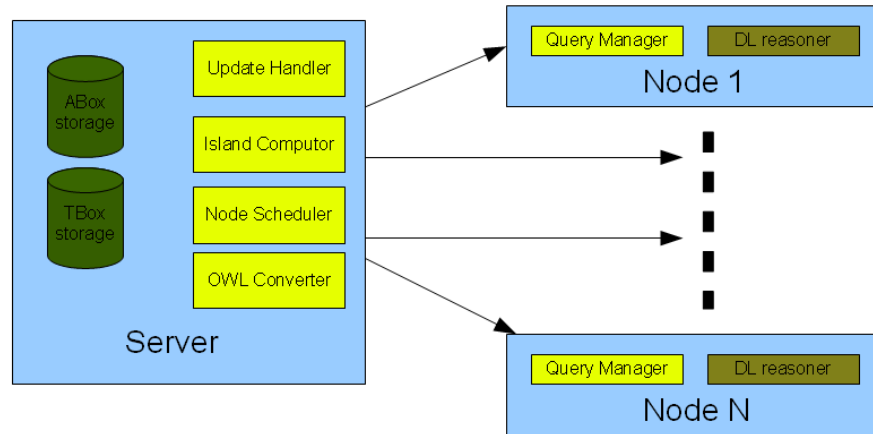 Update Handler
ABox
storage
Island Computor
TBox
storage
Node Scheduler
OWL Converter
Server
Query Manager
DL reasoner
Node 1
Query Manager
DL reasoner
Node N